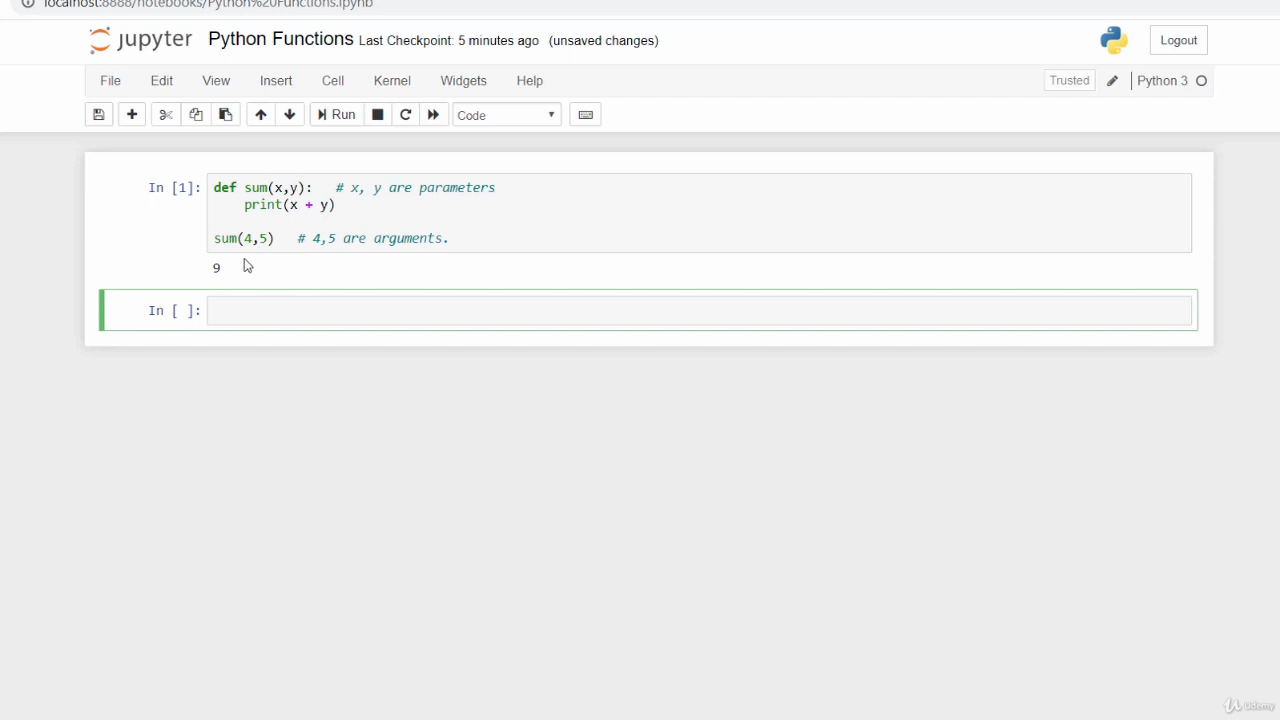 localhost:8888/notebooks/Python%20Functions.ipynb
jupyter Python Functions Last Checkpoint: 5 minutes ago (unsaved changes) Logout
File Edit View Insert Cell Kernel Widgets Help Trusted Python 3
Run Code
In [1]: def sum(x,y): # x, y are parameters
print(x + y)
sum(4,5) # 4,5 are arguments.
9
In [ ]:
Udemy